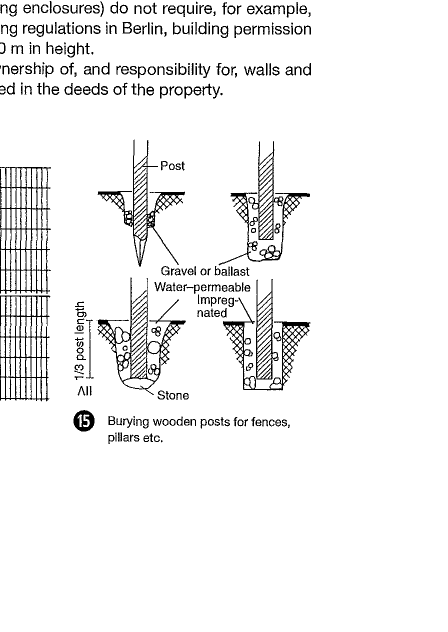 ng enclosures) do not require, for example,
ng regulations in Berlin, building permission
0 m in height.
nership of, and responsibility for, walls and
ed in the deeds of the property.
Post
Gravel or ballast
Water–permeable
Impreg-
nated
1/3 post length
≥
Stone
15 Burying wooden posts for fences,
pillars etc.